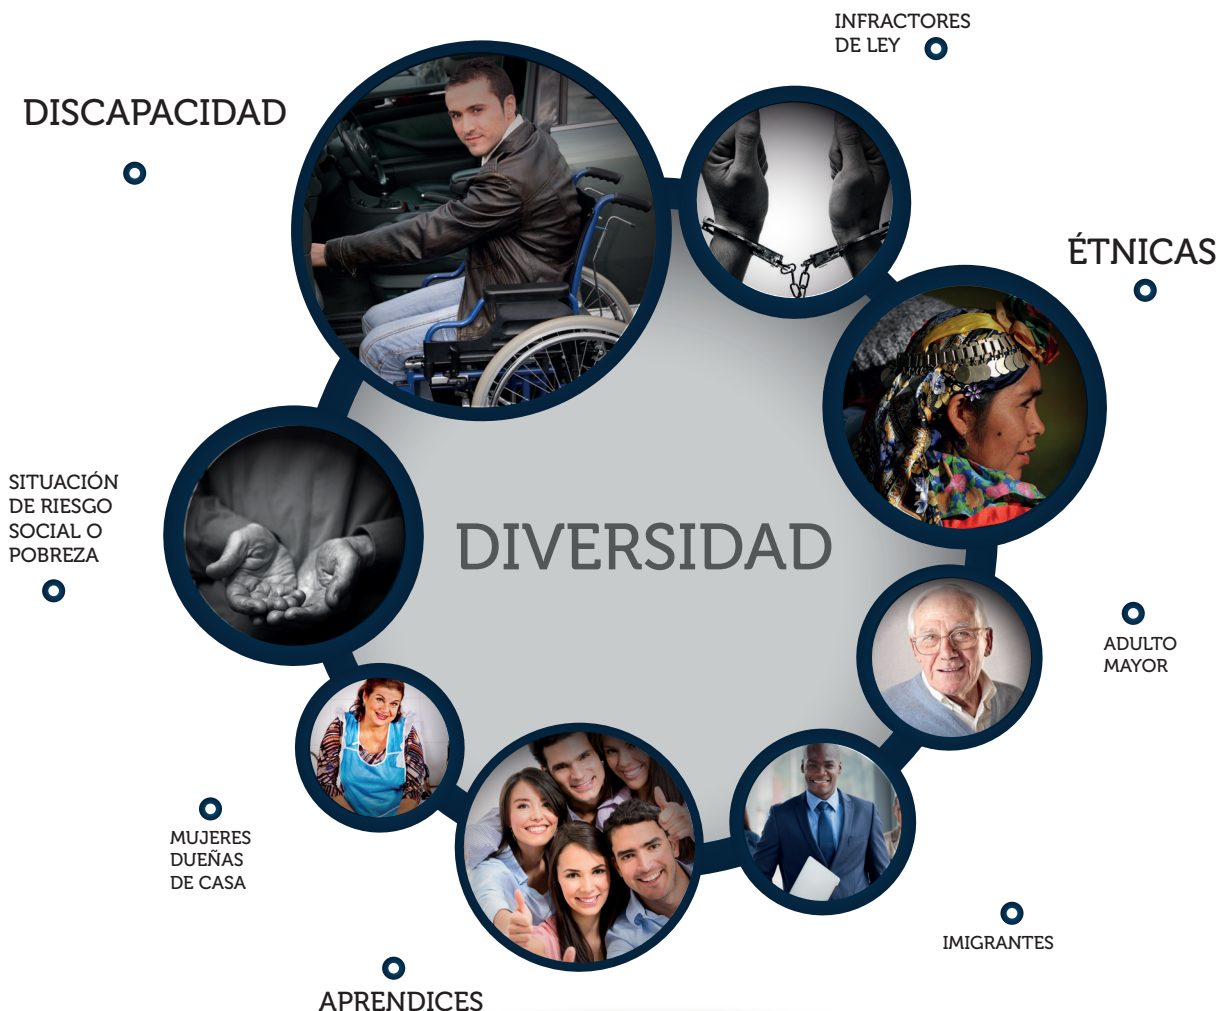 INFRACTORES
DE LEY
DISCAPACIDAD
ÉTNICAS
SITUACIÓN
DE RIESGO
SOCIAL O
POBREZA
DIVERSIDAD
ADULTO
MAYOR
MUJERES
DUEÑAS
DE CASA
IMIGRANTES
APRENDICES